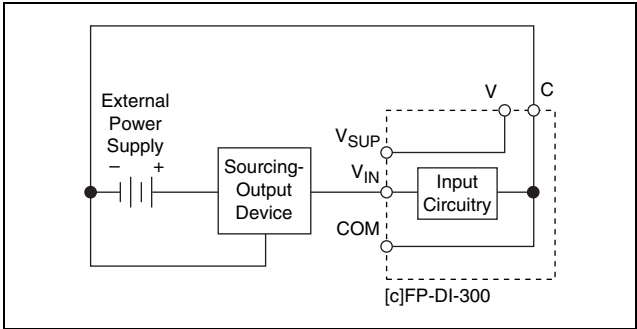 External
Power
Supply
– +
Sourcing-
Output
Device
V C
VSUP
VIN
Input
Circuitry
COM
[c]FP-DI-300